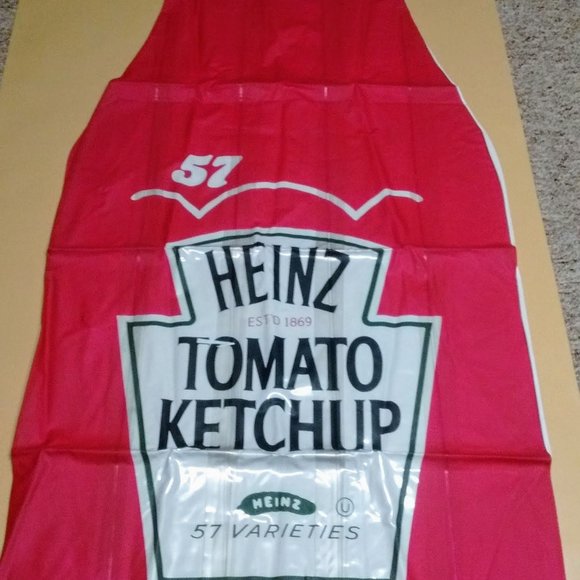 57
HEINZ
EST'D 1869
TOMATO
KETCHUP
HEINZ
U
57 VARIETIES